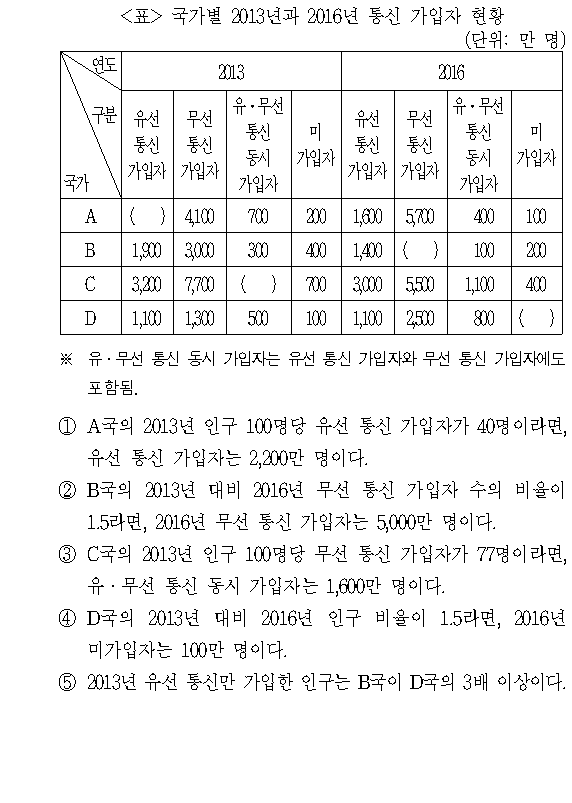 <표> 국가별 2013년과 2016년 통신 가입자 현황
(단위: 만 명)
연도 2013 2016
구분
국가
유선 통신 가입자 무선 통신 가입자 유·무선 통신 동시 가입자 미 가입자 유선 통신 가입자 무선 통신 가입자 유·무선 통신 동시 가입자 미 가입자
A ( ) 4,100 700 200 1,600 5,700 400 100
B 1,900 3,000 300 400 1,400 ( ) 100 200
C 3,200 7,700 ( ) 700 3,000 5,500 1,100 400
D 1,100 1,300 500 100 1,100 2,500 800 ( )
※ 유·무선 통신 동시 가입자는 유선 통신 가입자와 무선 통신 가입자에도
포함됨.
① A국의 2013년 인구 100명당 유선 통신 가입자가 40명이라면,
유선 통신 가입자는 2,200만 명이다.
② B국의 2013년 대비 2016년 무선 통신 가입자 수의 비율이
1.5라면, 2016년 무선 통신 가입자는 5,000만 명이다.
③ C국의 2013년 인구 100명당 무선 통신 가입자가 77명이라면,
유·무선 통신 동시 가입자는 1,600만 명이다.
④ D국의 2013년 대비 2016년 인구 비율이 1.5라면, 2016년
미가입자는 100만 명이다.
⑤ 2013년 유선 통신만 가입한 인구는 B국이 D국의 3배 이상이다.